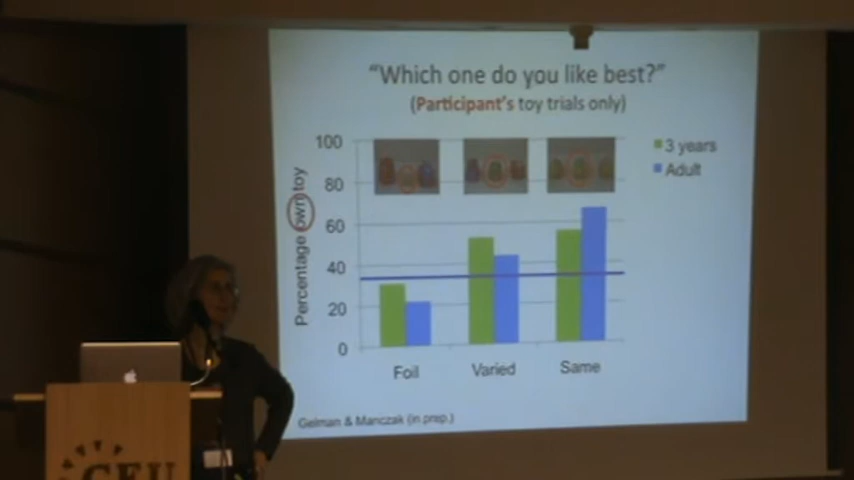 “Which one do you like best?”
(Participant's toy trials only)
Percentage own toy
100
80
60
40
20
0
3 years
Adult
Foil
Varied
Same
Gelman & Manczak (in prep.)
CEU